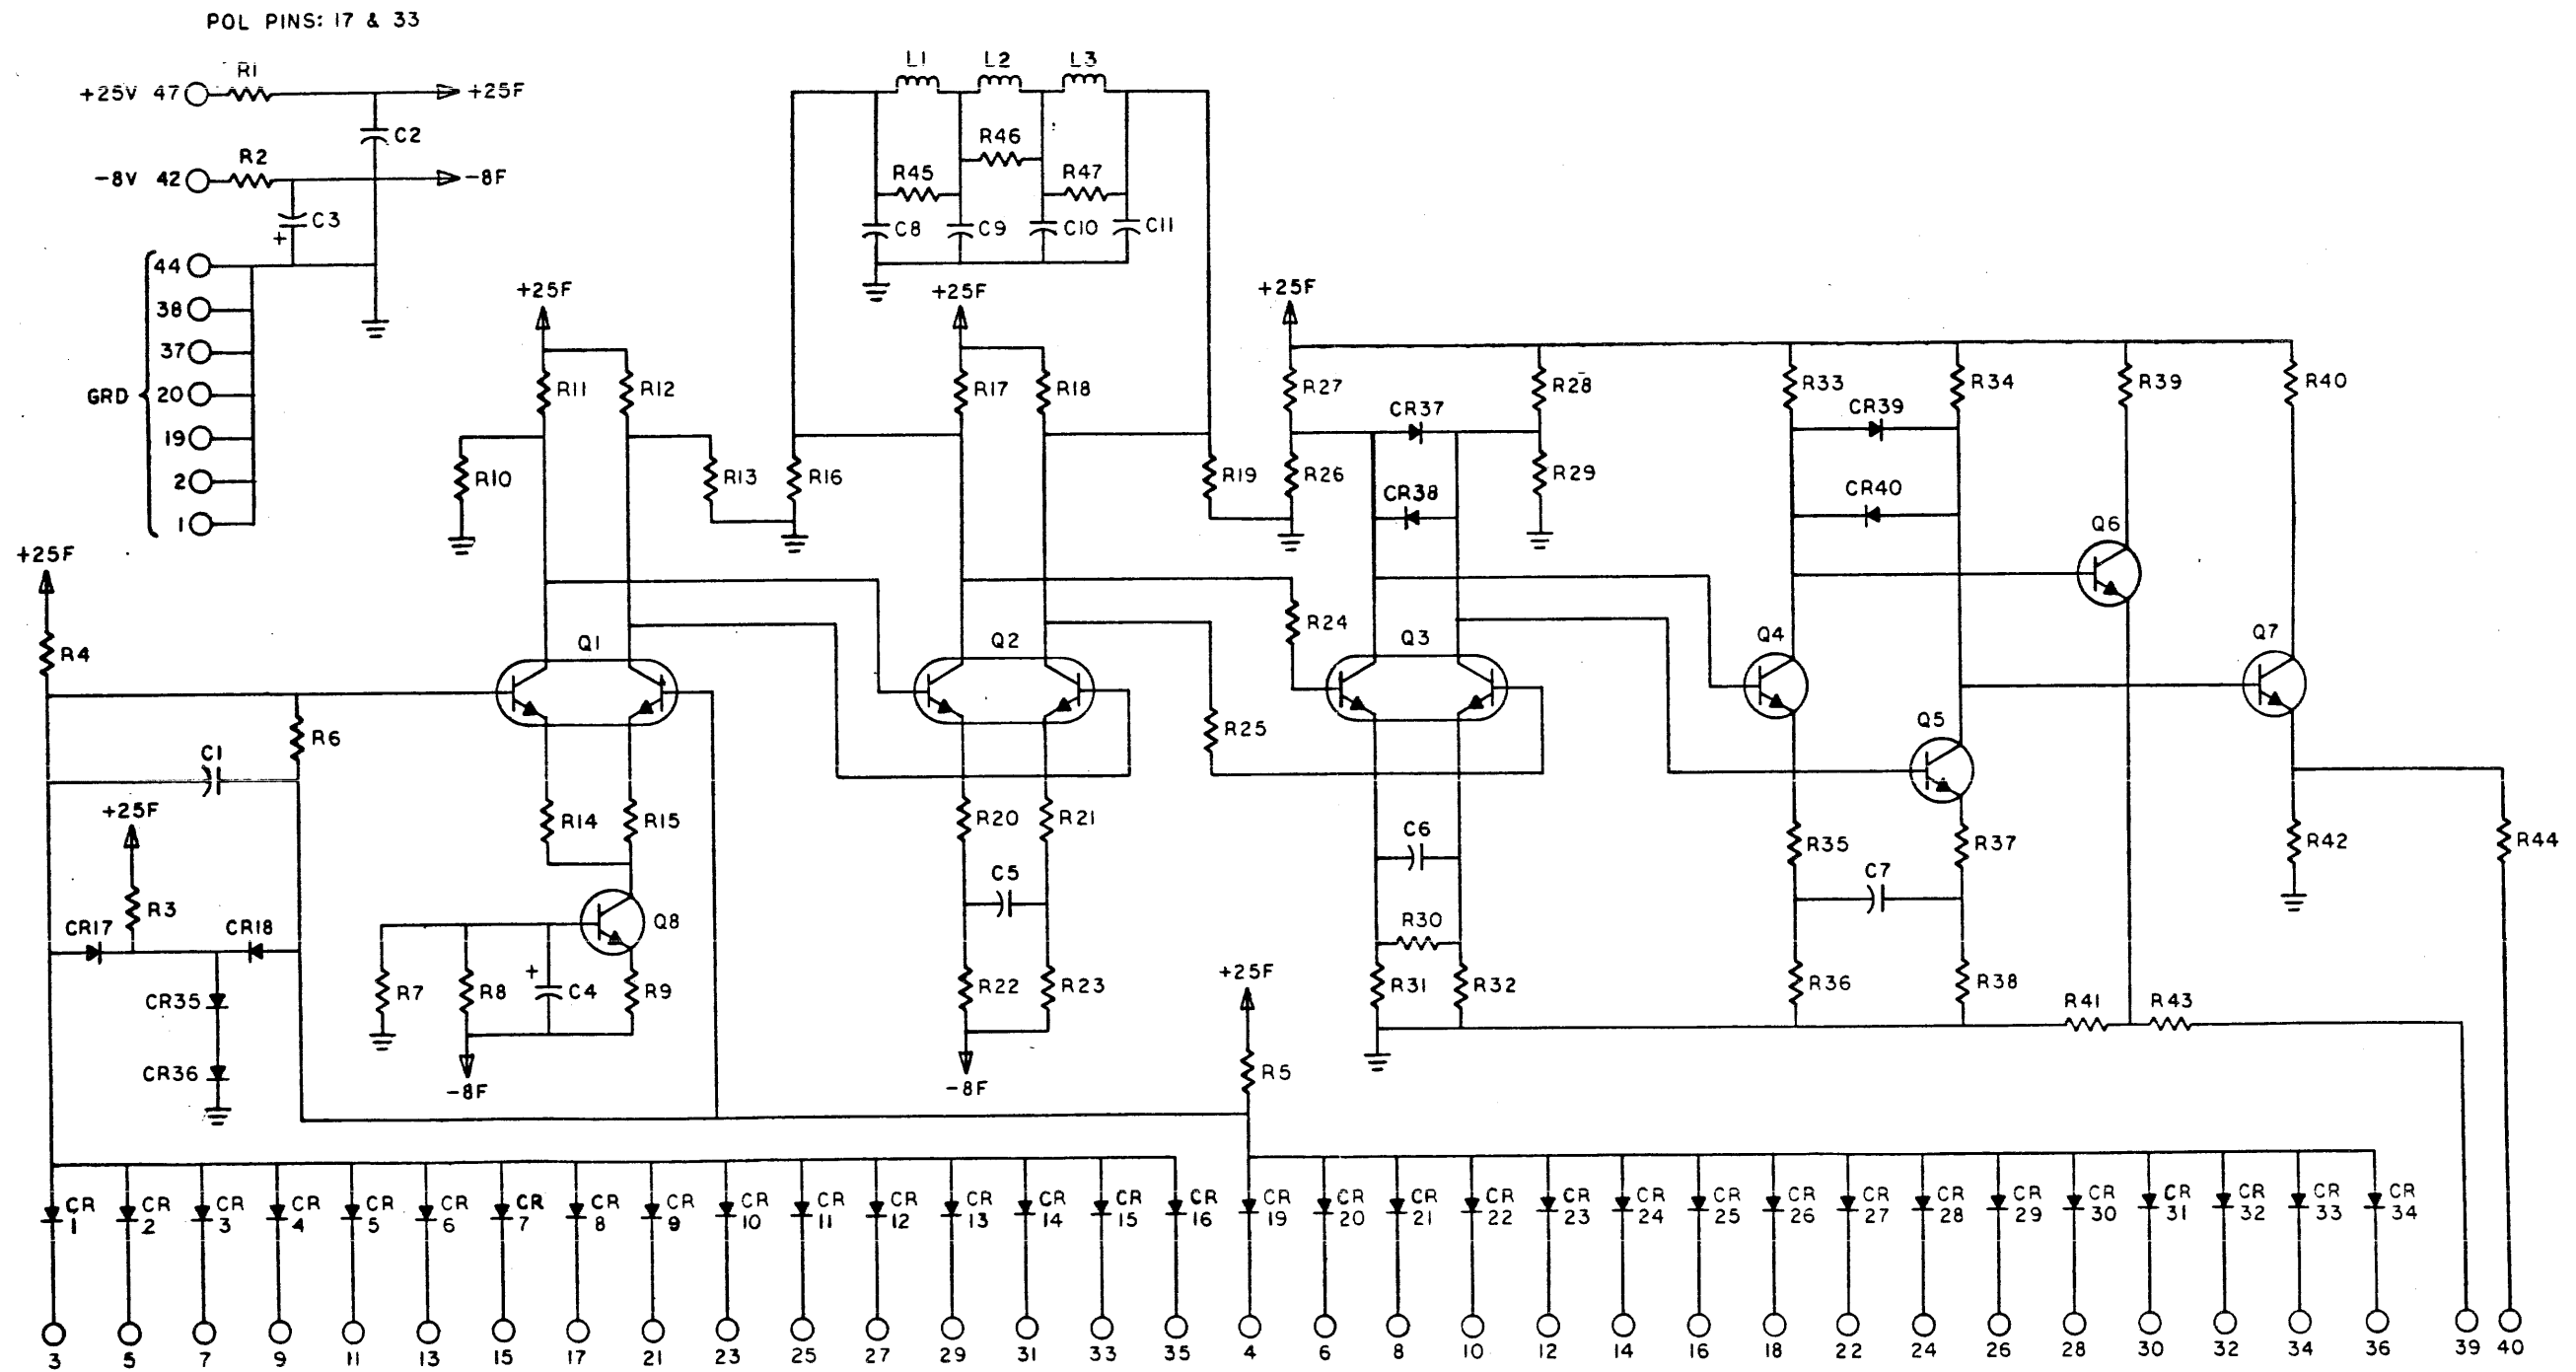 POL PINS: 17 & 33
R1
+25V 47
+25F
C2
R2
-8V 42
-8F
C3
+
GRD
44
38
37
20
19
2
1
L1 L2 L3
R46
R45
R47
C8 C9 C10 C11
+25F
+25F
+25F
R11 R12
R17 R18
R27
R28
R33
R34
R39
R40
CR37
CR39
R10
R13
R16
R19
R26
R29
CR38
CR40
Q6
+25F
R4
Q1
Q2
R24
Q3
Q4
Q7
R6
R25
Q5
C1
+25F
R14 R15
R20 R21
C6
R35
R37
R42
R44
R3
C5
C7
CR17
CR18
Q8
R30
+
R7
R8
C4
R9
R22
R23
+25F
R31
R32
R36
R38
CR35
R41
R43
CR36
-8F
-8F
R5
CR 1
CR 2
CR 3
CR 4
CR 5
CR 6
CR 7
CR 8
CR 9
CR 10
CR 11
CR 12
CR 13
CR 14
CR 15
CR 16
CR 19
CR 20
CR 21
CR 22
CR 23
CR 24
CR 25
CR 26
CR 27
CR 28
CR 29
CR 30
CR 31
CR 32
CR 33
CR 34
3 5 7 9 11 13 15 17 21 23 25 27 29 31 33 35 4 6 8 10 12 14 16 18 22 24 26 28 30 32 34 36 39 40